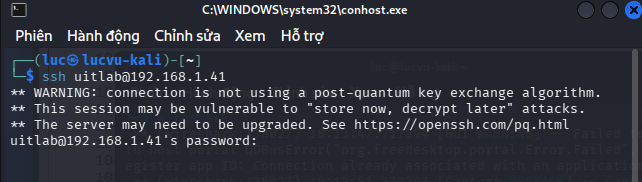 C:\WINDOWS\system32\conhost.exe
Phiên Hành động Chỉnh sửa Xem Hỗ trợ
┌──(luc㉿lucvu-kali)-[~]
└─$ ssh uitlab@192.168.1.41
** WARNING: connection is not using a post-quantum key exchange algorithm.
** This session may be vulnerable to "store now, decrypt later" attacks.
** The server may need to be upgraded. See https://openssh.com/pq.html
uitlab@192.168.1.41's password: